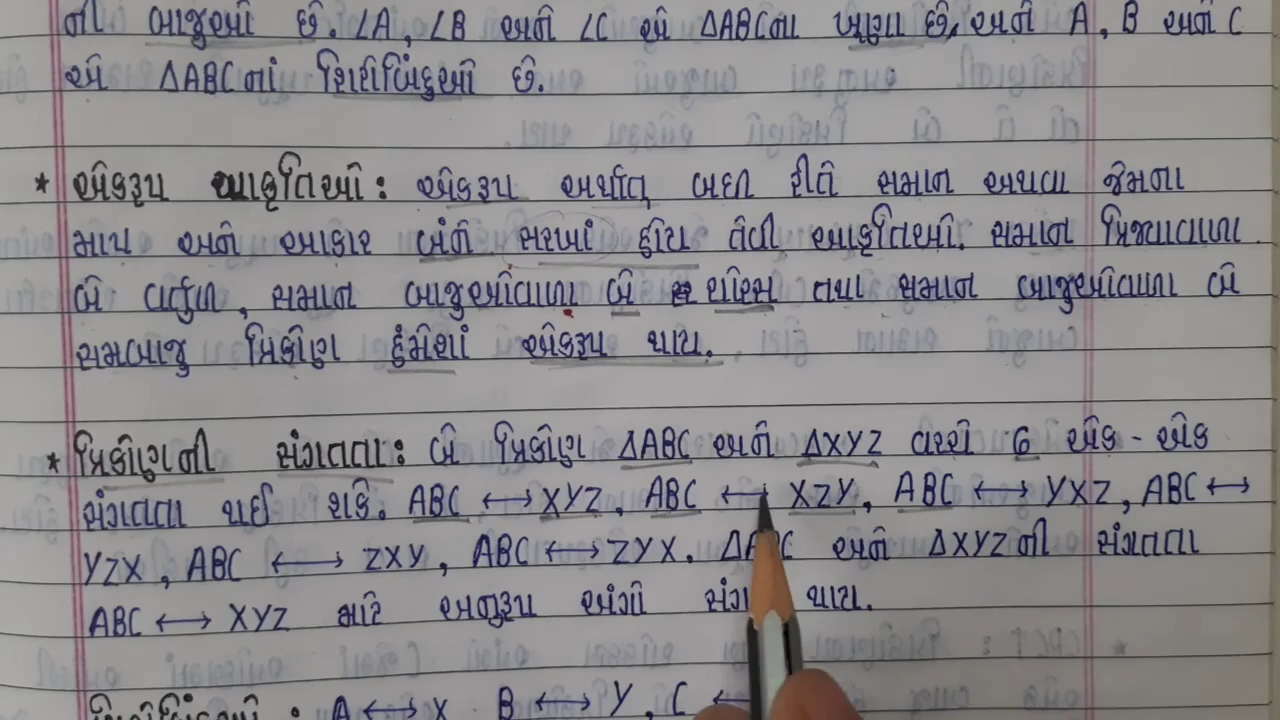 ની બાજુઓ છે. ∠A, ∠B અને ∠C એ ΔABCના ખૂણા છે. અને A, B અને C
એ ΔABCનાં શિરોબિંદુઓ છે.
* એકરૂપ આકૃતિઓ : એકરૂપ અર્થાત્ બધી રીતે સમાન અથવા જેમના
માપ અને આકાર બંને સરખાં હોય તેવી આકૃતિઓ. સમાન ત્રિજ્યાવાળા
બે વર્તુળ, સમાન બાજુઓવાળા બે ચોરસ તથા સમાન બાજુઓવાળા બે
સમબાજુ ત્રિકોણ હંમેશાં એકરૂપ થાય.
* ત્રિકોણની સંગતતા : બે ત્રિકોણ ΔABC અને ΔXYZ વચ્ચે 6 એક - એક
સંગતતા થઈ શકે. ABC ↔ XYZ, ABC ↔ XZY, ABC ↔ YXZ, ABC ↔
YZX, ABC ↔ ZXY, ABC ↔ ZYX. ΔABC અને ΔXYZની સંગતતા
ABC ↔ XYZ માટે અનુરૂપ અંગો થાય.
શિરોબિંદુઓ : A ↔ X, B ↔ Y, C ↔